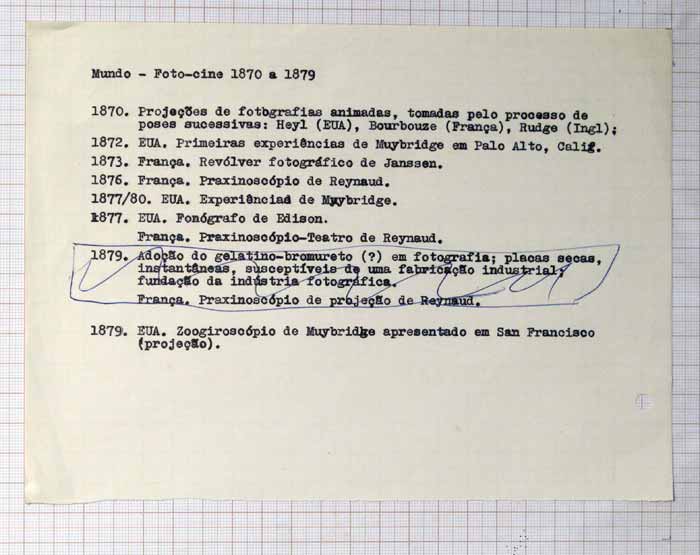 Mundo - Foto-cine 1870 a 1879
1870. Projeções de fotografias animadas, tomadas pelo processo de
poses sucessivas: Heyl (EUA), Bourbouze (França), Rudge (Ingl);
1872. EUA. Primeiras experiências de Muybridge em Palo Alto, Calif.
1873. França. Revólver fotográfico de Janssen.
1876. França. Praxinoscópio de Reynaud.
1877/80. EUA. Experiências de Muybridge.
1877. EUA. Fonógrafo de Edison.
França. Praxinoscópio-Teatro de Reynaud.
1879. Adoção do gelatino-bromureto (?) em fotografia; placas secas,
instantâneas, susceptíveis de uma fabricação industrial;
fundação da indústria fotográfica.
França. Praxinoscópio de projeção de Reynaud.
1879. EUA. Zoogiroscópio de Muybridge apresentado em San Francisco
(projeção).